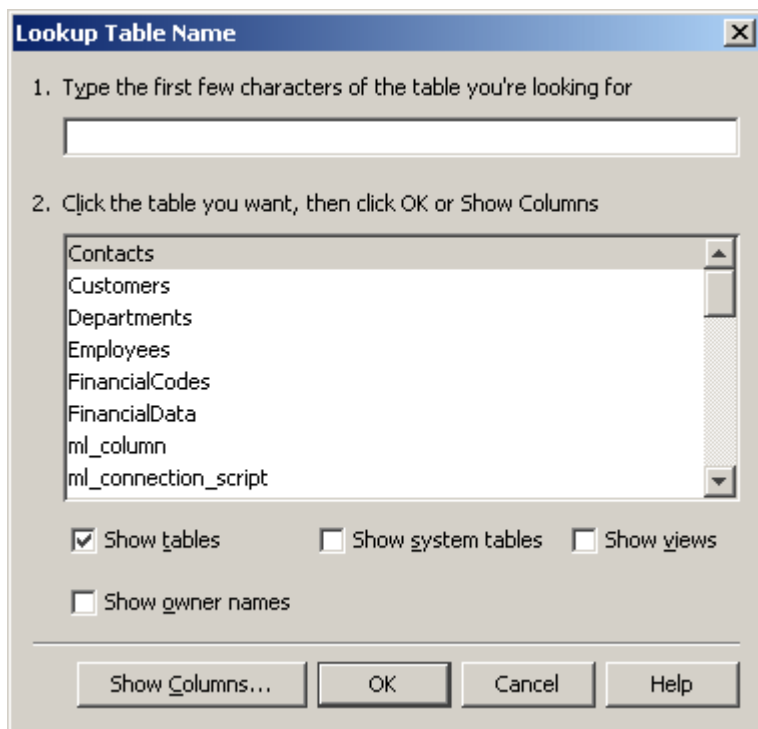 Lookup Table Name
1. Type the first few characters of the table you're looking for
2. Click the table you want, then click OK or Show Columns
Contacts
Customers
Departments
Employees
FinancialCodes
FinancialData
ml_column
ml_connection_script
Show tables Show system tables Show views
Show owner names
Show Columns... OK Cancel Help